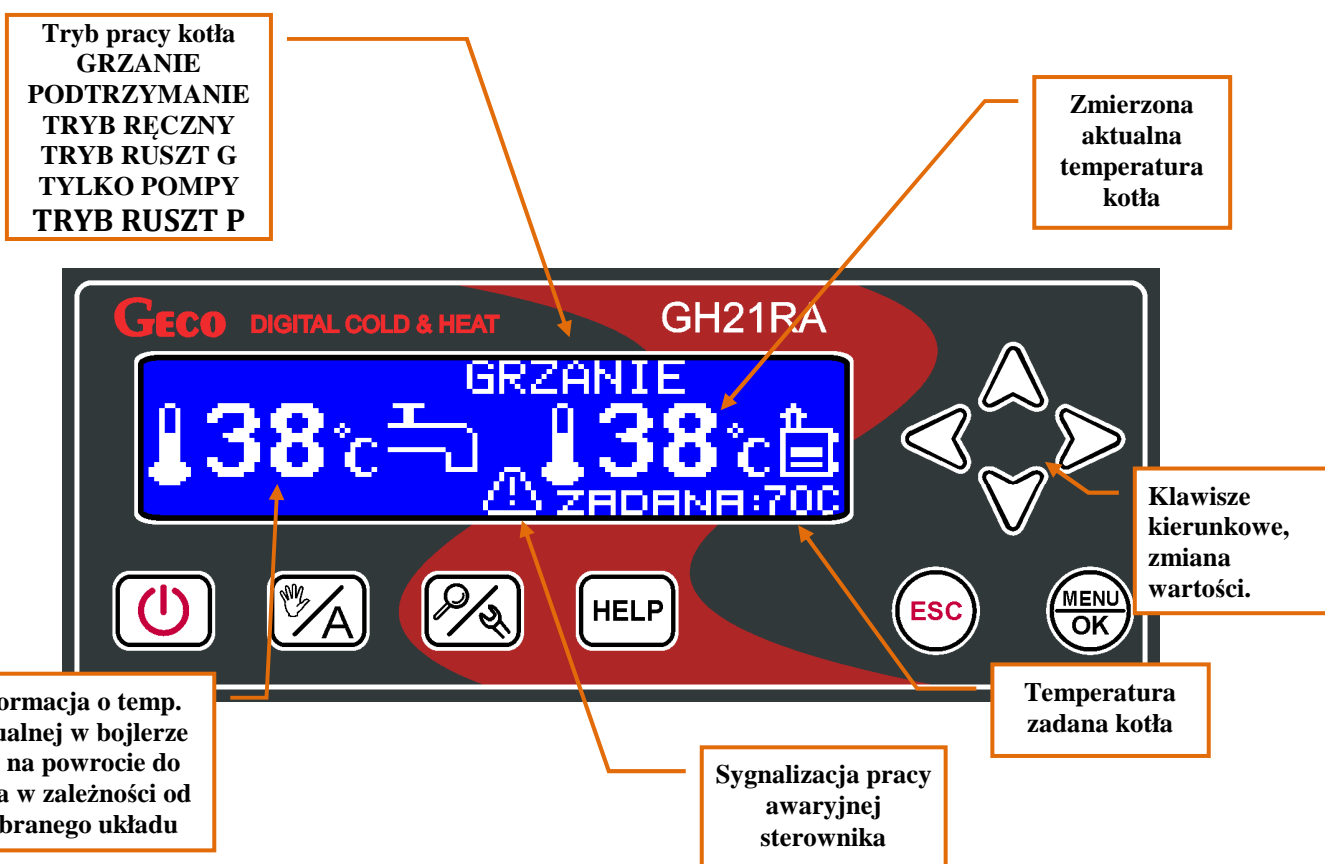 Tryb pracy kotła
GRZANIE
PODTRZYMANIE
TRYB RĘCZNY
TRYB RUSZT G
TYLKO POMPY
TRYB RUSZT P
Zmierzona
aktualna
temperatura
kotła
GECO DIGITAL COLD & HEAT
GH21RA
GRZANIE
38°C
38°C
ZADANA:70C
Klawisze
kierunkowe,
zmiana
wartości.
A
HELP
ESC
MENU
OK
ormacja o temp.
ualnej w bojlerze
na powrocie do
a w zależności od
branego układu
Sygnalizacja pracy
awaryjnej
sterownika
Temperatura
zadana kotła